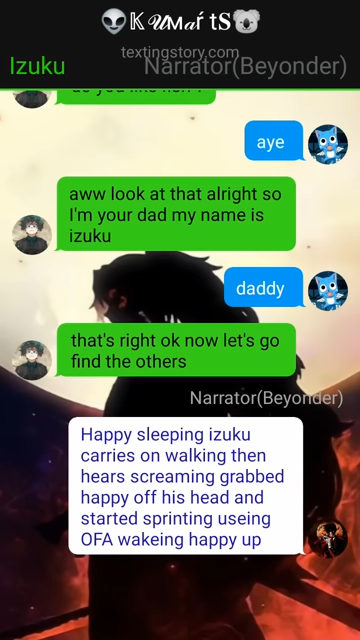 👽𝕂𝓤ᴍᴀŕtS🐨
textingstory.com
Izuku
Narrator(Beyonder)
aye
aww look at that alright so
I'm your dad my name is
izuku
daddy
that's right ok now let's go
find the others
Narrator(Beyonder)
Happy sleeping izuku
carries on walking then
hears screaming grabbed
happy off his head and
started sprinting useing
OFA wakeing happy up